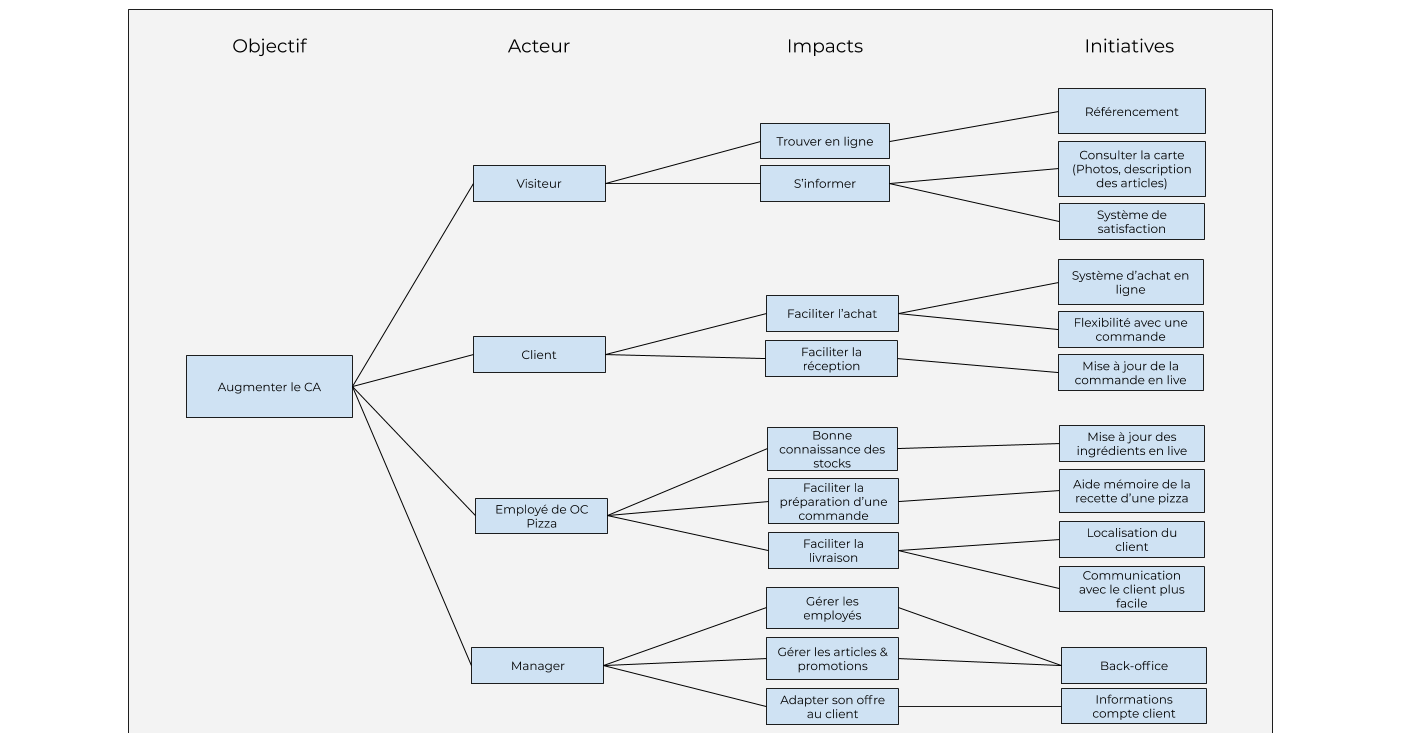 Objectif
Acteur
Impacts
Initiatives
Augmenter le CA
Visiteur
Trouver en ligne
Référencement
S'informer
Consulter la carte
(Photos, description
des articles)
Système de
satisfaction
Client
Faciliter l'achat
Système d'achat en
ligne
Flexibilité avec une
commande
Faciliter la
réception
Mise à jour de la
commande en live
Employé de OC
Pizza
Bonne
connaissance des
stocks
Mise à jour des
ingrédients en live
Faciliter la
préparation d'une
commande
Aide mémoire de la
recette d'une pizza
Faciliter la
livraison
Localisation du
client
Communication
avec le client plus
facile
Manager
Gérer les
employés
Gérer les articles &
promotions
Back-office
Adapter son offre
au client
Informations
compte client